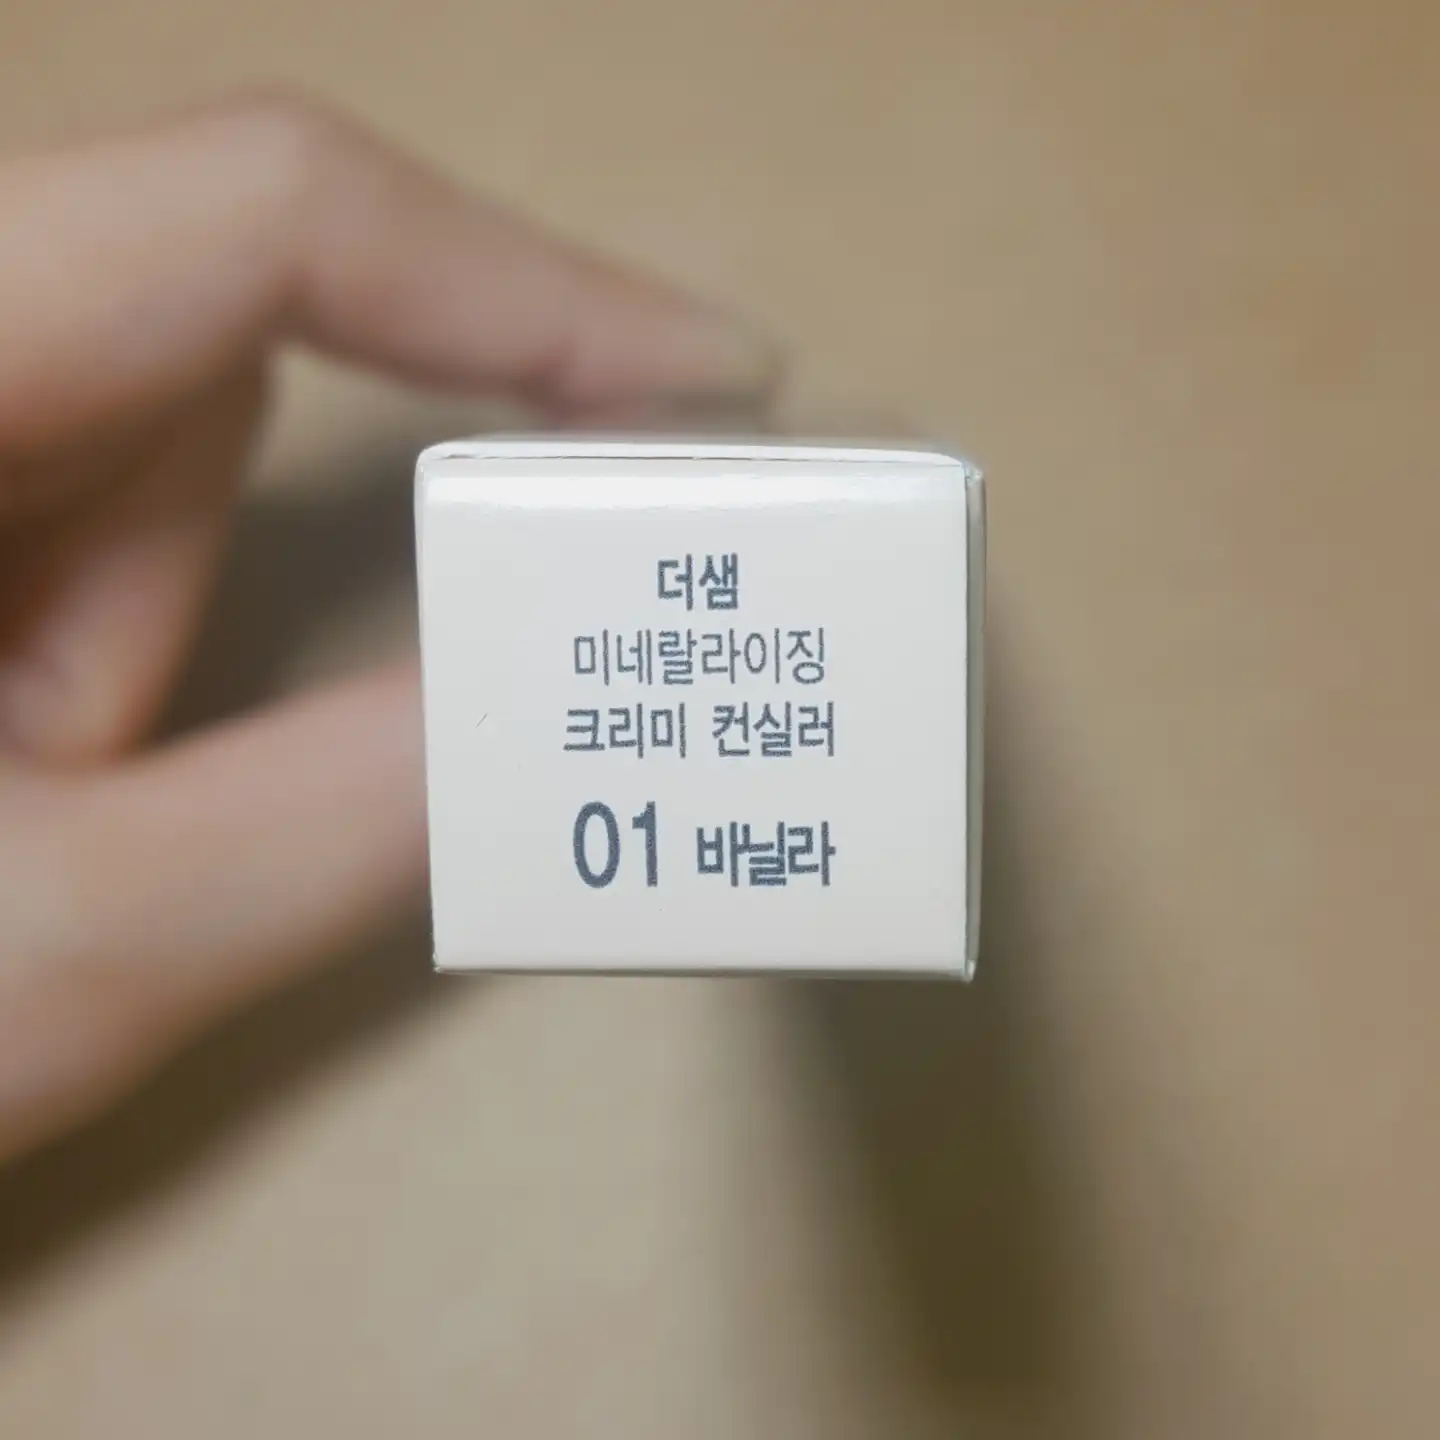 더샘
미네랄라이징
크리미 컨실러
01 바닐라